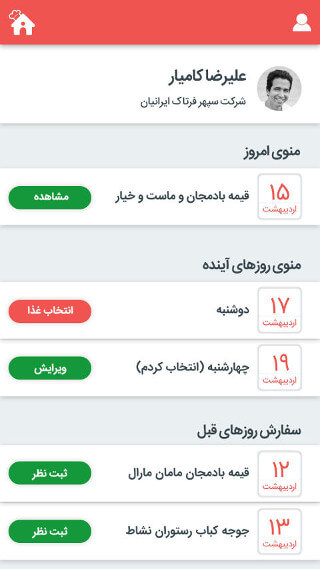 علیرضا کامیار
شرکت سپهر فرتاک ایرانیان
منوی امروز
۱۵
اردیبهشت
قیمه بادمجان و ماست و خیار
مشاهده
منوی روزهای آینده
۱۷
اردیبهشت
دوشنبه
انتخاب غذا
۱۹
اردیبهشت
چهارشنبه (انتخاب کردم)
ویرایش
سفارش روزهای قبل
۱۲
اردیبهشت
قیمه بادمجان مامان مارال
ثبت نظر
۱۳
اردیبهشت
جوجه کباب رستوران نشاط
ثبت نظر